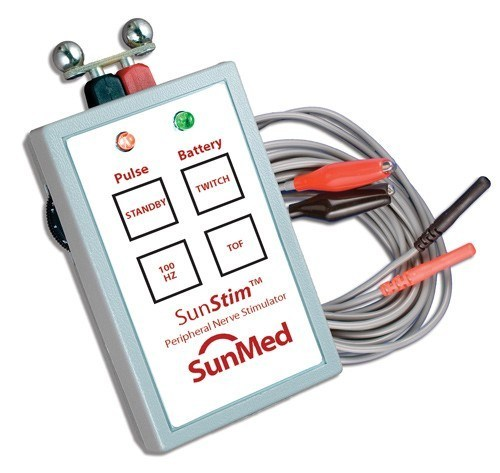 Pulse Battery
STANDBY TWITCH
100
HZ
TOF
SunStim™
Peripheral Nerve Stimulator
SunMed